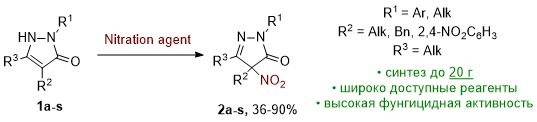 R¹
HN N
R³ O
R²
1a-s
Nitration agent
R¹
N N
R³ O
R² NO₂
2a-s, 36-90%
R¹ = Ar, Alk
R² = Alk, Bn, 2,4-NO₂C₆H₃
R³ = Alk
• синтез до 20 г
• широко доступные реагенты
• высокая фунгицидная активность